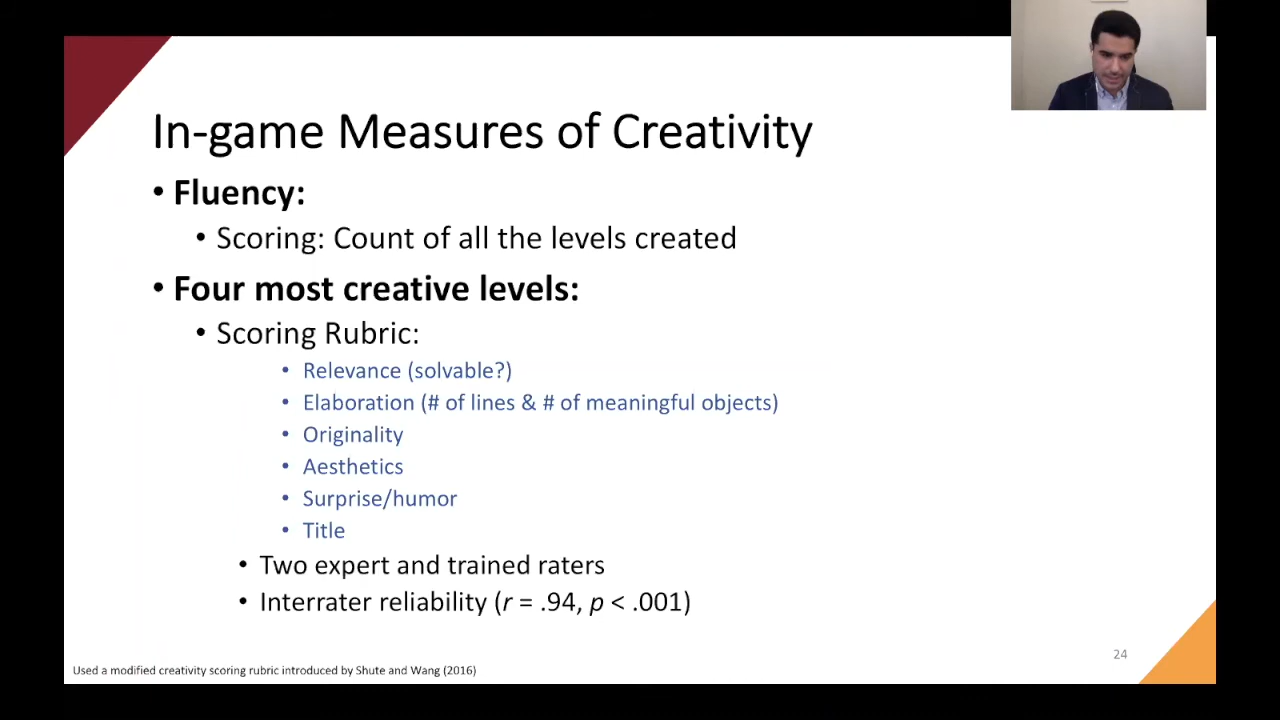 In-game Measures of Creativity
• Fluency:
• Scoring: Count of all the levels created
• Four most creative levels:
• Scoring Rubric:
• Relevance (solvable?)
• Elaboration (# of lines & # of meaningful objects)
• Originality
• Aesthetics
• Surprise/humor
• Title
• Two expert and trained raters
• Interrater reliability (r = .94, p < .001)
24
Used a modified creativity scoring rubric introduced by Shute and Wang (2016)